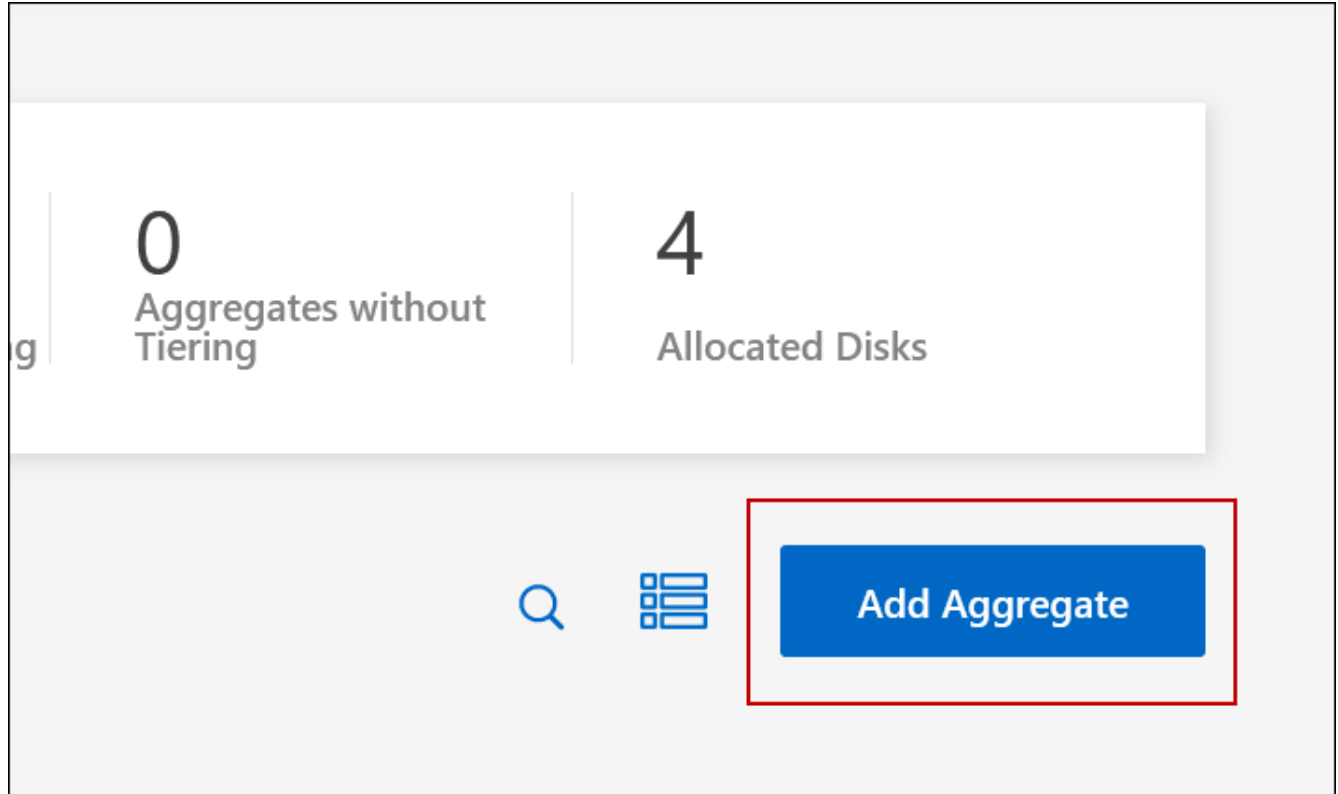 0
Aggregates without
Tiering
4
Allocated Disks
Add Aggregate